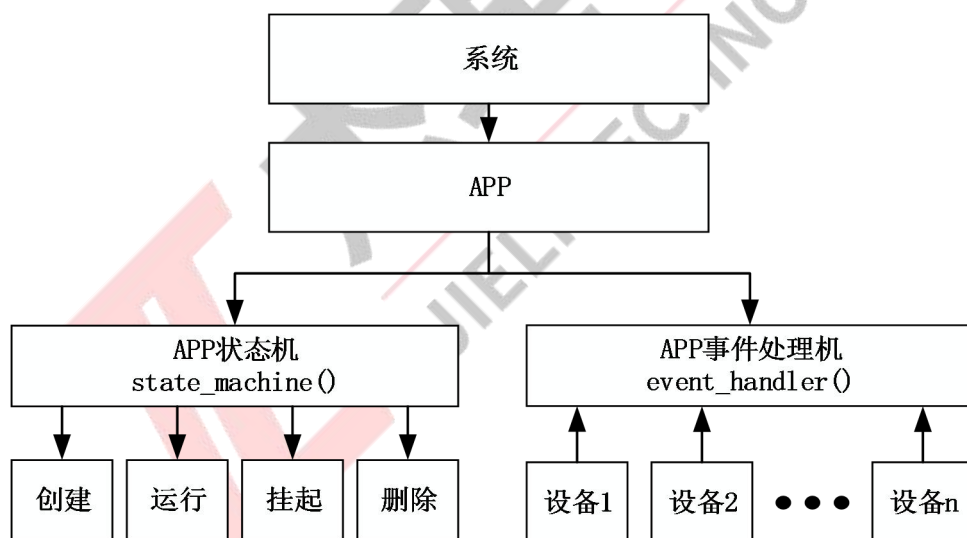 系统
APP
APP状态机
state_machine()
APP事件处理机
event_handler()
创建
运行
挂起
删除
设备1
设备2
●●●
设备n